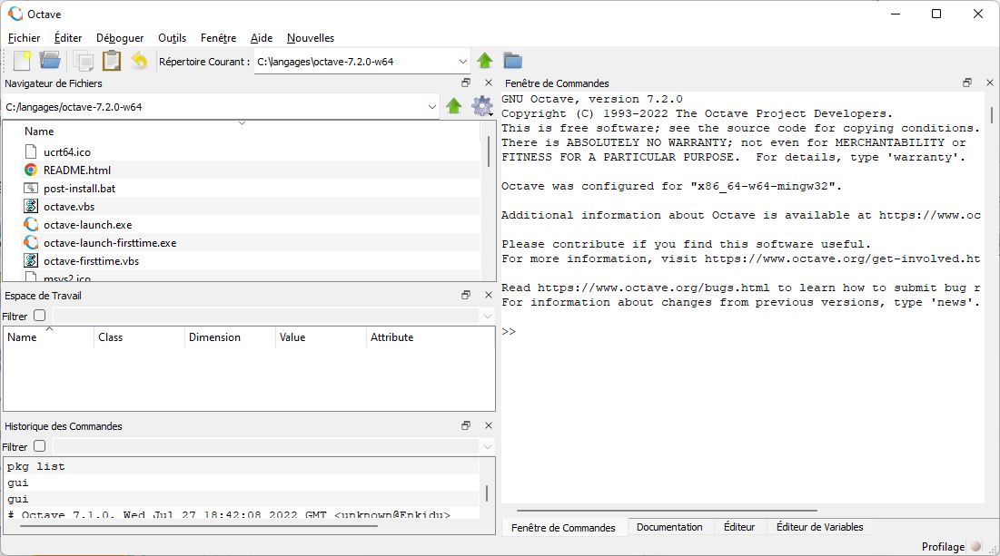 Octave
Fichier Éditer Déboguer Outils Fenêtre Aide Nouvelles
Répertoire Courant : C:\langages\octave-7.2.0-w64
Navigateur de Fichiers
C:/langages/octave-7.2.0-w64
Name
ucrt64.ico
README.html
post-install.bat
octave.vbs
octave-launch.exe
octave-launch-firsttime.exe
octave-firsttime.vbs
msys2.ico
Espace de Travail
Filtrer
Name Class Dimension Value Attribute
Historique des Commandes
Filtrer
pkg list
gui
gui
# Octave 7.1.0, Wed Jul 27 18:42:08 2022 GMT <unknown@Enkidu>
Fenêtre de Commandes
GNU Octave, version 7.2.0
Copyright (C) 1993-2022 The Octave Project Developers.
This is free software; see the source code for copying conditions.
There is ABSOLUTELY NO WARRANTY; not even for MERCHANTABILITY or
FITNESS FOR A PARTICULAR PURPOSE.  For details, type 'warranty'.
Octave was configured for "x86_64-w64-mingw32".
Additional information about Octave is available at https://www.oc
Please contribute if you find this software useful.
For more information, visit https://www.octave.org/get-involved.ht
Read https://www.octave.org/bugs.html to learn how to submit bug r
For information about changes from previous versions, type 'news'.
>>
Fenêtre de Commandes Documentation Éditeur Éditeur de Variables
Profilage